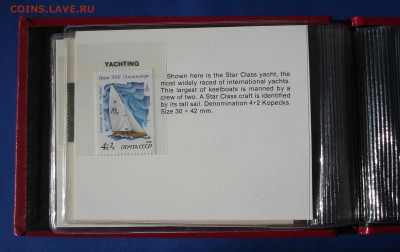 COINS.LAVE.RU
YACHTING
Shown here is the Star Class yacht, the
most widely raced of international yachts.
This largest of keelboats is manned by a
crew of two. A Star Class craft is identified
by its tall sail. Denomination 4+2 Kopecks.
Size 30 × 42 mm.
ПОЧТА СССР